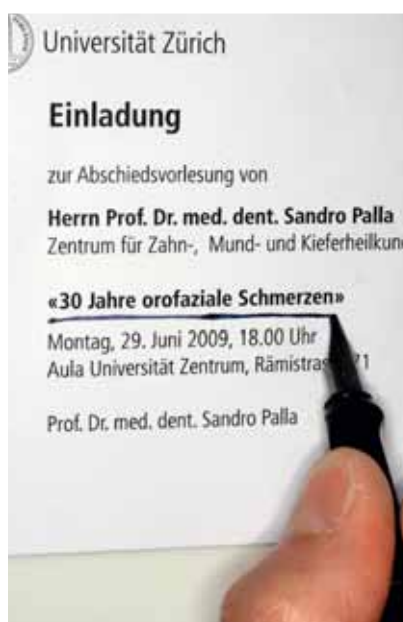 Universität Zürich
Einladung
zur Abschiedsvorlesung von
Herrn Prof. Dr. med. dent. Sandro Palla
Zentrum für Zahn-, Mund- und Kieferheilkun
«30 Jahre orofaziale Schmerzen»
Montag, 29. Juni 2009, 18.00 Uhr
Aula Universität Zentrum, Rämistras 71
Prof. Dr. med. dent. Sandro Palla